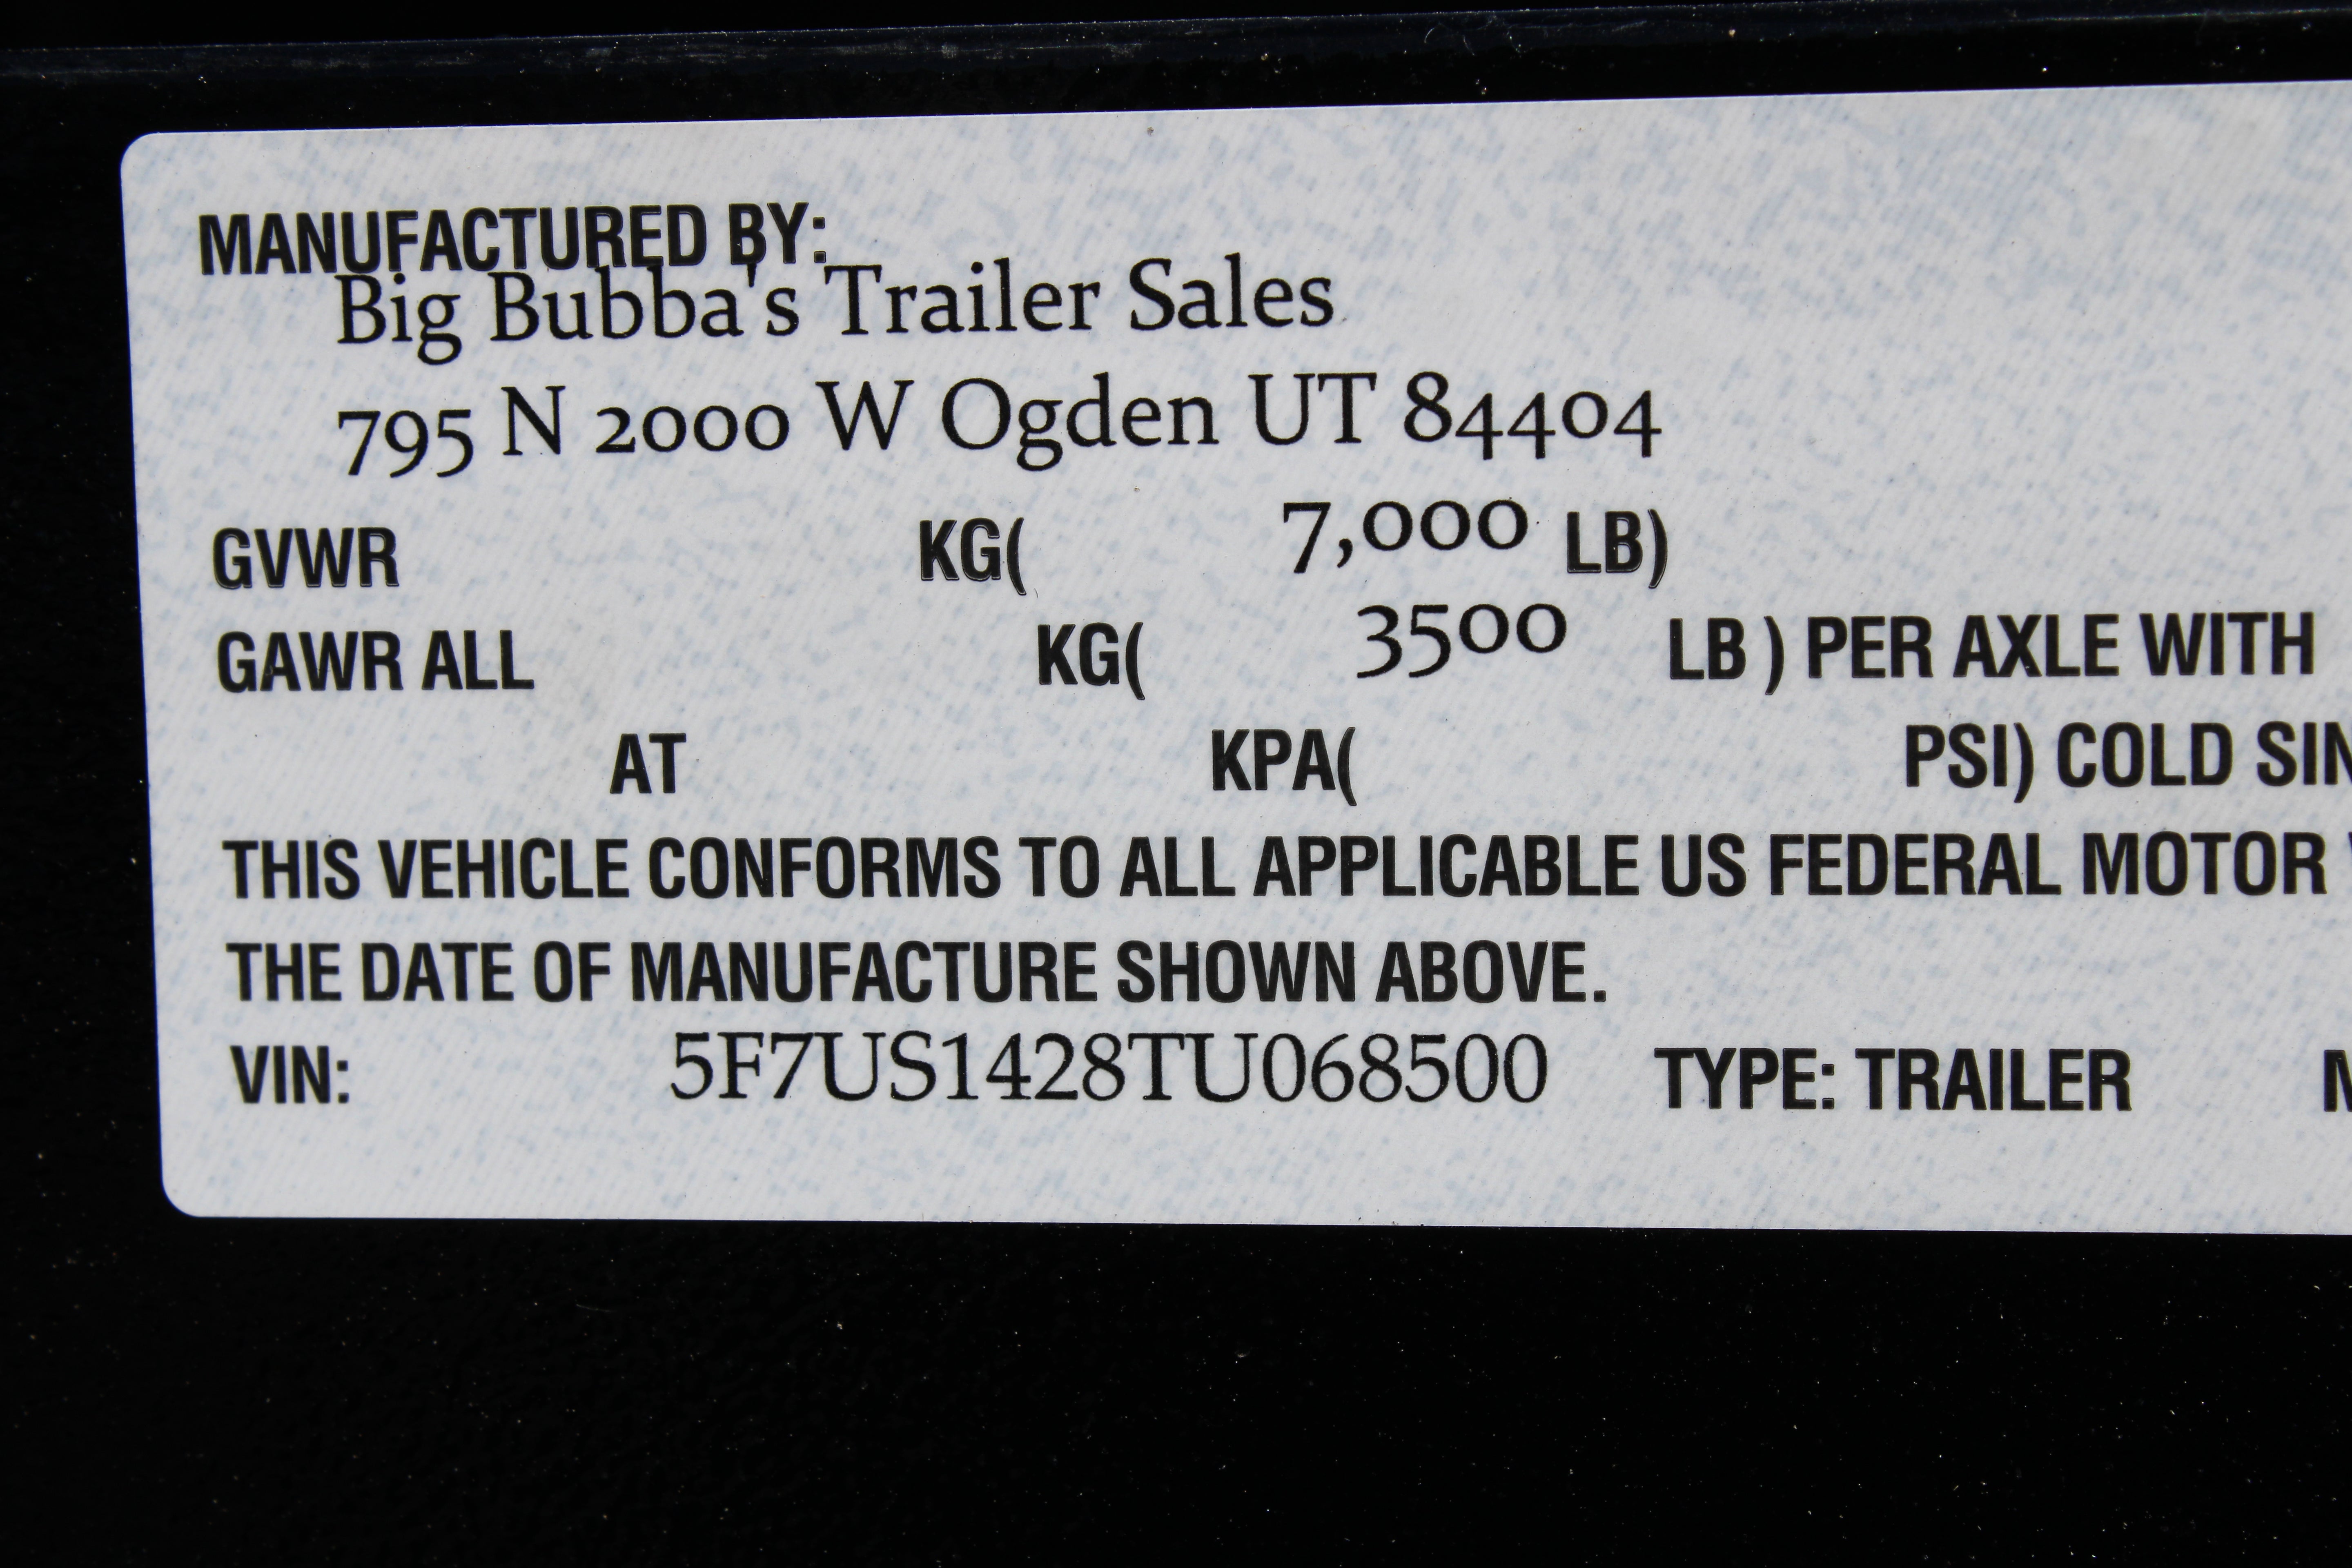 MANUFACTURED BY:
Big Bubba's Trailer Sales
795 N 2000 W Ogden UT 84404
GVWR KG( 7,000 LB)
GAWR ALL KG( 3500 LB ) PER AXLE WITH
AT KPA( PSI) COLD
THIS VEHICLE CONFORMS TO ALL APPLICABLE US FEDERAL MOTOR
THE DATE OF MANUFACTURE SHOWN ABOVE.
VIN: 5F7US1428TU068500 TYPE: TRAILER